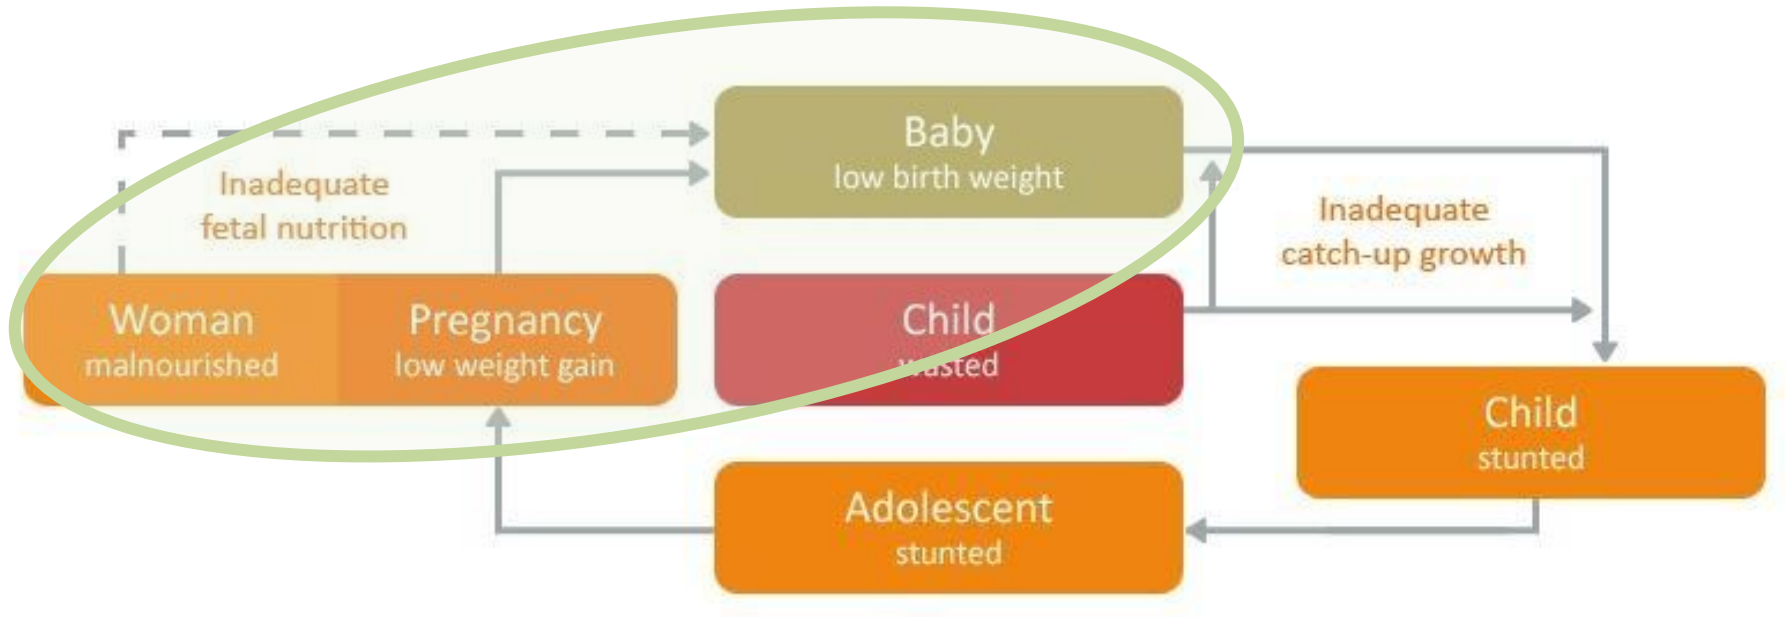 Baby
low birth weight
Inadequate
fetal nutrition
Inadequate
catch-up growth
Woman
malnourished
Pregnancy
low weight gain
Child
wasted
Child
stunted
Adolescent
stunted